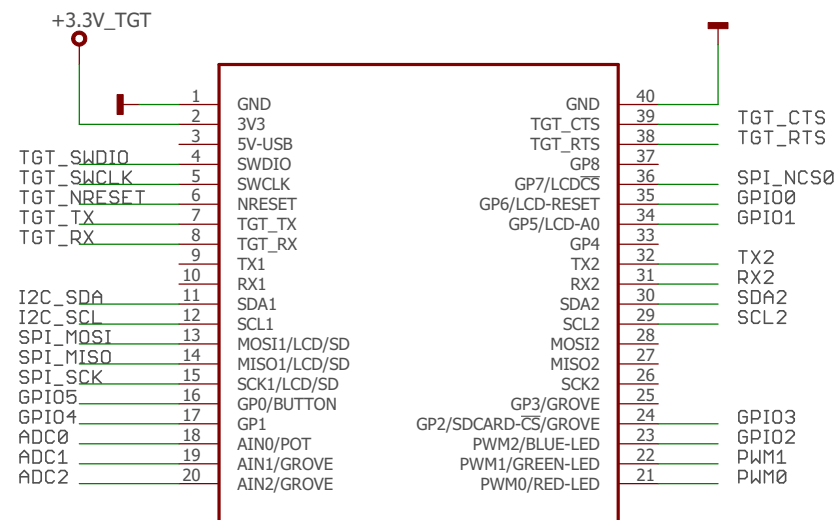 +3.3V_TGT
1 GND GND 40
2 3V3 TGT_CTS 39 TGT_CTS
3 5V-USB TGT_RTS 38 TGT_RTS
TGT_SWDIO 4 SWDIO GP8 37
TGT_SWCLK 5 SWCLK GP7/LCDCS 36 SPI_NCS0
TGT_NRESET 6 NRESET GP6/LCD-RESET 35 GPIO0
TGT_TX 7 TGT_TX GP5/LCD-A0 34 GPIO1
TGT_RX 8 TGT_RX GP4 33
9 TX1 TX2 32 TX2
10 RX1 RX2 31 RX2
I2C_SDA 11 SDA1 SDA2 30 SDA2
I2C_SCL 12 SCL1 SCL2 29 SCL2
SPI_MOSI 13 MOSI1/LCD/SD MOSI2 28
SPI_MISO 14 MISO1/LCD/SD MISO2 27
SPI_SCK 15 SCK1/LCD/SD SCK2 26
GPIO5 16 GP0/BUTTON GP3/GROVE 25
GPIO4 17 GP1 GP2/SDCARD-CS/GROVE 24 GPIO3
ADC0 18 AIN0/POT PWM2/BLUE-LED 23 GPIO2
ADC1 19 AIN1/GROVE PWM1/GREEN-LED 22 PWM1
ADC2 20 AIN2/GROVE PWM0/RED-LED 21 PWM0